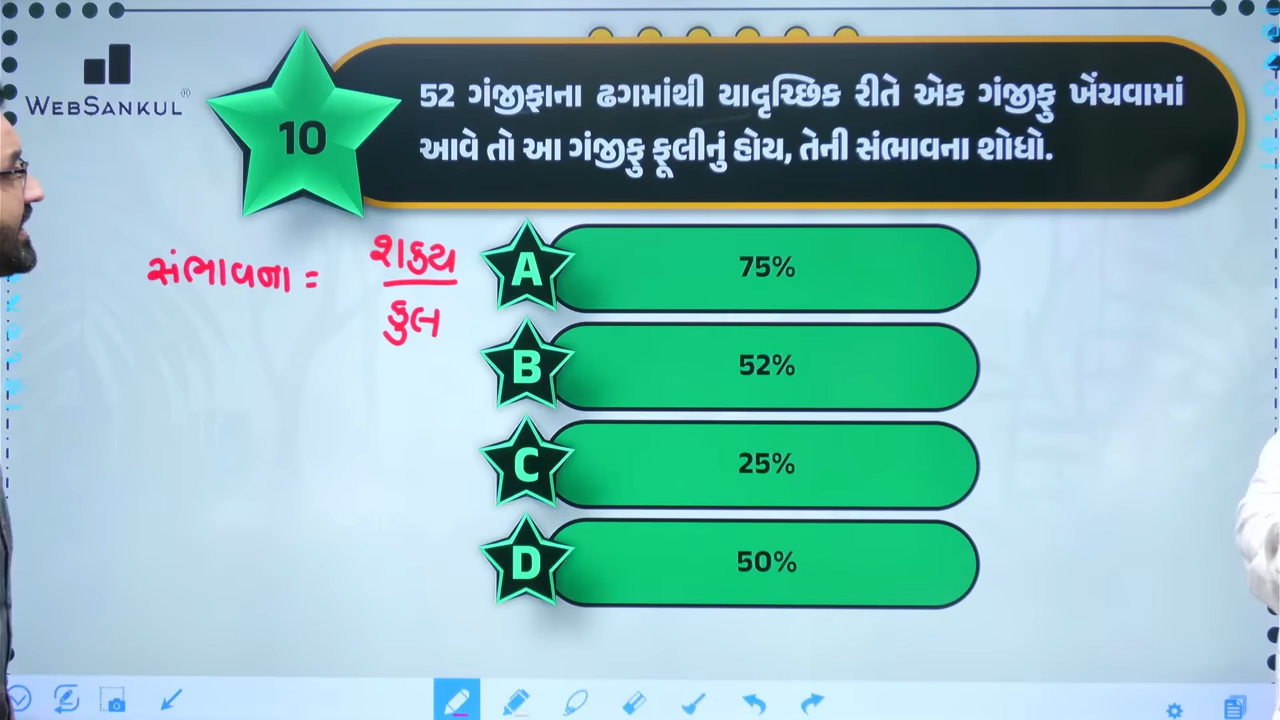 WEBSANKUL®
10
52 ગંજીફાના ઢગમાંથી યાદૃચ્છિક રીતે એક ગંજીફુ ખેંચવામાં
આવે તો આ ગંજીફુ ફૂલીનું હોય, તેની સંભાવના શોધો.
સંભાવના = શક્ય
કુલ
A 75%
B 52%
C 25%
D 50%